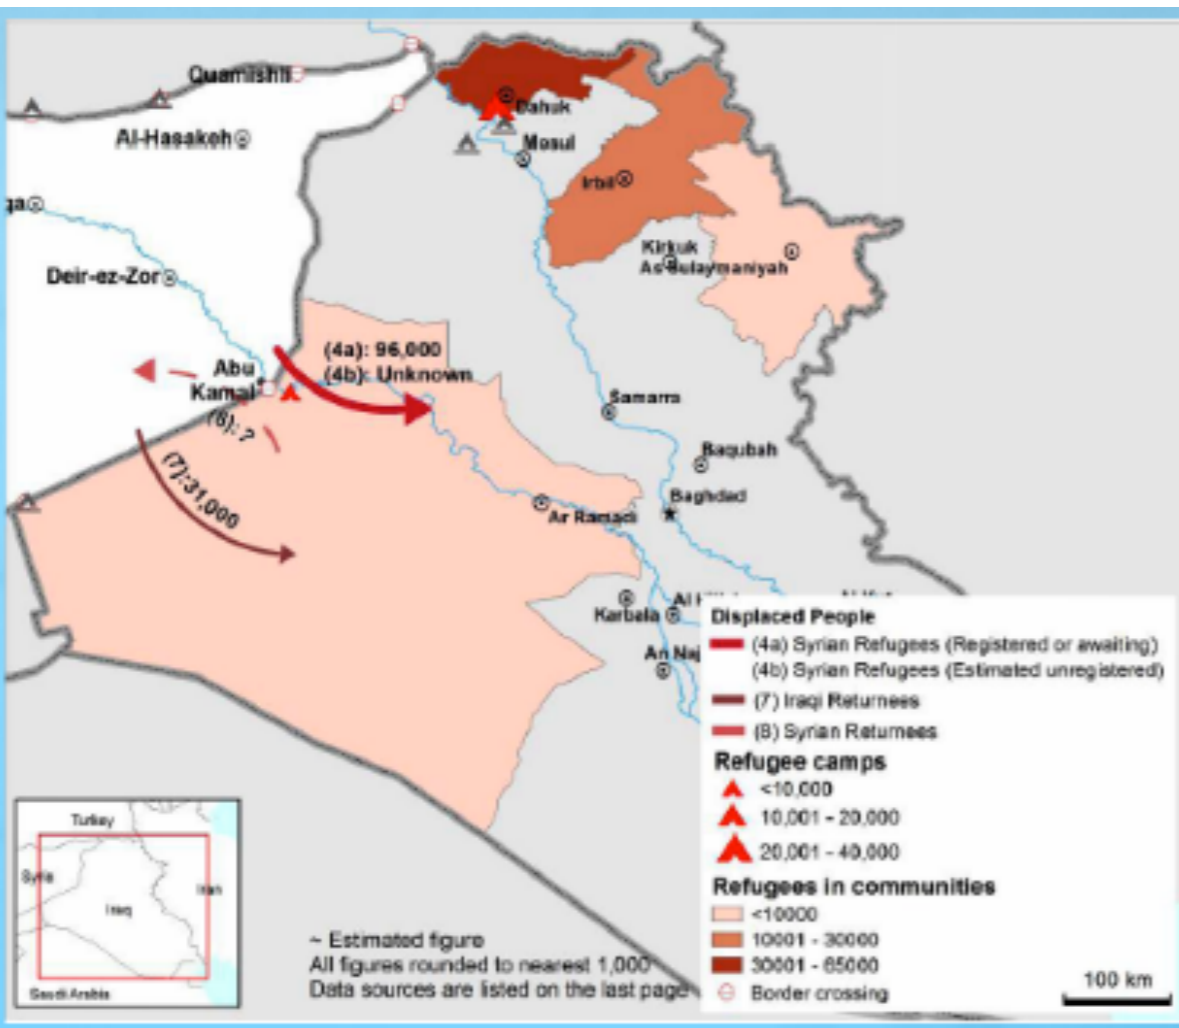 Quamishli
Al-Hasakeh
Dahuk
Mosul
Irbil
ga
Kirkuk
As Sulaymaniyah
Deir-ez-Zor
Abu
Kamal
(4a): 96,000
(4b): Unknown
(8): ?
(7):31,000
Samarra
Baqubah
Baghdad
Ar Ramadi
Karbala
Al
An Naj
Displaced People
(4a) Syrian Refugees (Registered or awaiting)
(4b) Syrian Refugees (Estimated unregistered)
(7) Iraqi Returnees
(8) Syrian Returnees
Refugee camps
<10,000
10,001 - 20,000
20,001 - 40,000
Refugees in communities
<10000
10001 - 30000
30001 - 65000
Border crossing
100 km
Turkey
Syria
Iran
Iraq
Saudi Arabia
~ Estimated figure
All figures rounded to nearest 1,000
Data sources are listed on the last page